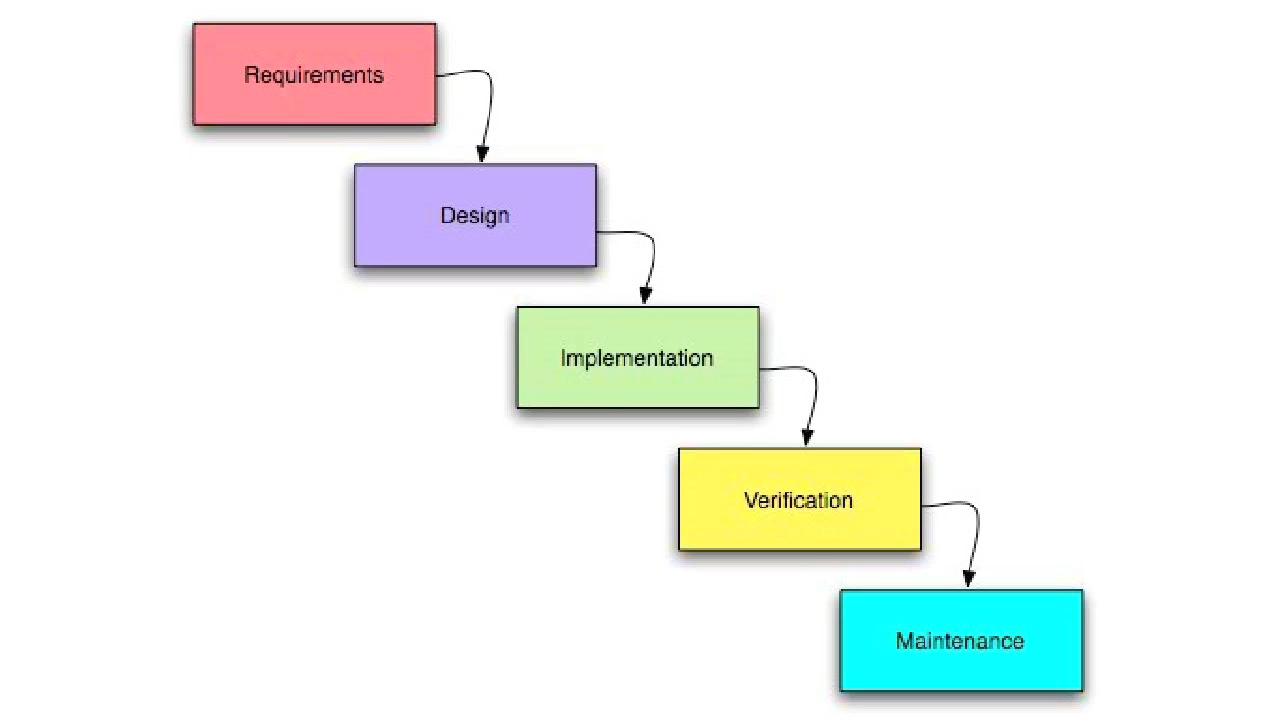 Requirements
Design
Implementation
Verification
Maintenance